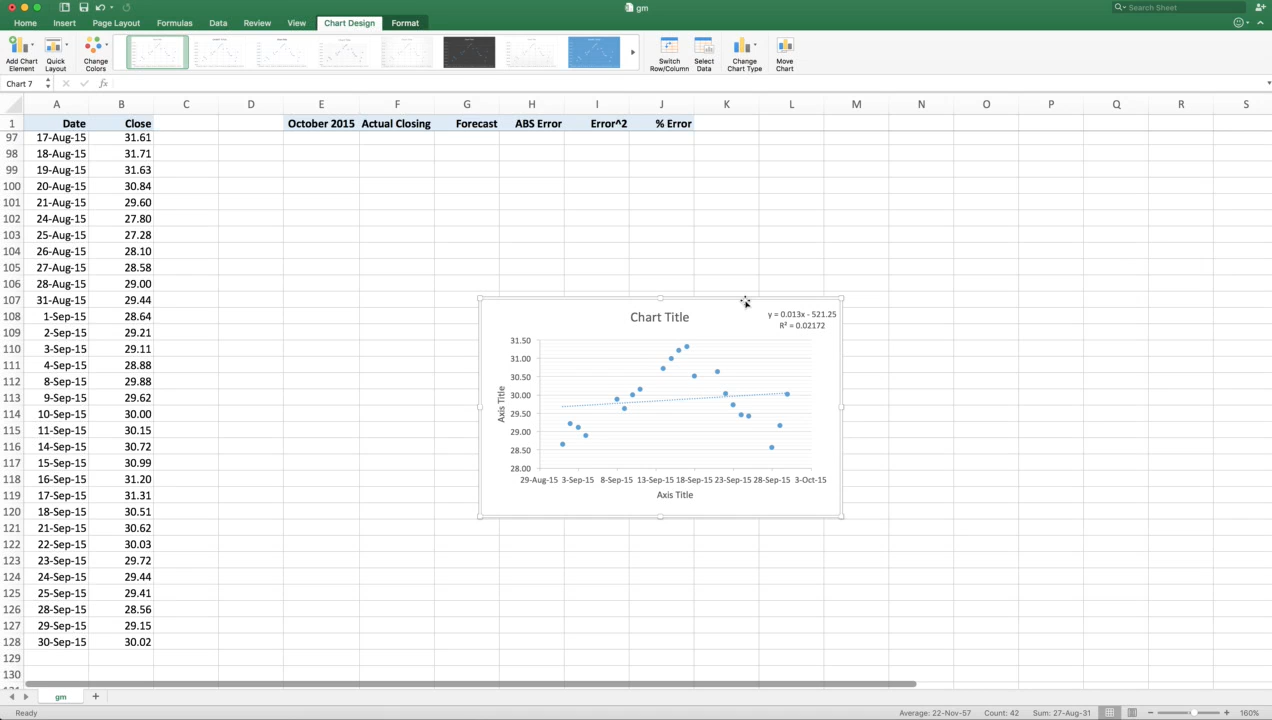 gm
Search Sheet
Home Insert Page Layout Formulas Data Review View Chart Design Format
Add Chart Element
Quick Layout
Change Colors
Switch Row/Column
Select Data
Change Chart Type
Move Chart
Chart 7 fx
A B C D E F G H I J K L M N O P Q R S
1 Date Close October 2015 Actual Closing Forecast ABS Error Error^2 % Error
97 17-Aug-15 31.61
98 18-Aug-15 31.71
99 19-Aug-15 31.63
100 20-Aug-15 30.84
101 21-Aug-15 29.60
102 24-Aug-15 27.80
103 25-Aug-15 27.28
104 26-Aug-15 28.10
105 27-Aug-15 28.58
106 28-Aug-15 29.00
107 31-Aug-15 29.44
108 1-Sep-15 28.64
109 2-Sep-15 29.21
110 3-Sep-15 29.11
111 4-Sep-15 28.88
112 8-Sep-15 29.88
113 9-Sep-15 29.62
114 10-Sep-15 30.00
115 11-Sep-15 30.15
116 14-Sep-15 30.72
117 15-Sep-15 30.99
118 16-Sep-15 31.20
119 17-Sep-15 31.31
120 18-Sep-15 30.51
121 21-Sep-15 30.62
122 22-Sep-15 30.03
123 23-Sep-15 29.72
124 24-Sep-15 29.44
125 25-Sep-15 29.41
126 28-Sep-15 28.56
127 29-Sep-15 29.15
128 30-Sep-15 30.02
129
130
Chart Title
y = 0.013x - 521.25
R² = 0.02172
31.50
31.00
30.50
30.00
29.50
29.00
28.50
28.00
Axis Title
29-Aug-15 3-Sep-15 8-Sep-15 13-Sep-15 18-Sep-15 23-Sep-15 28-Sep-15 3-Oct-15
Axis Title
gm
Ready Average: 22-Nov-57 Count: 42 Sum: 27-Aug-31 160%